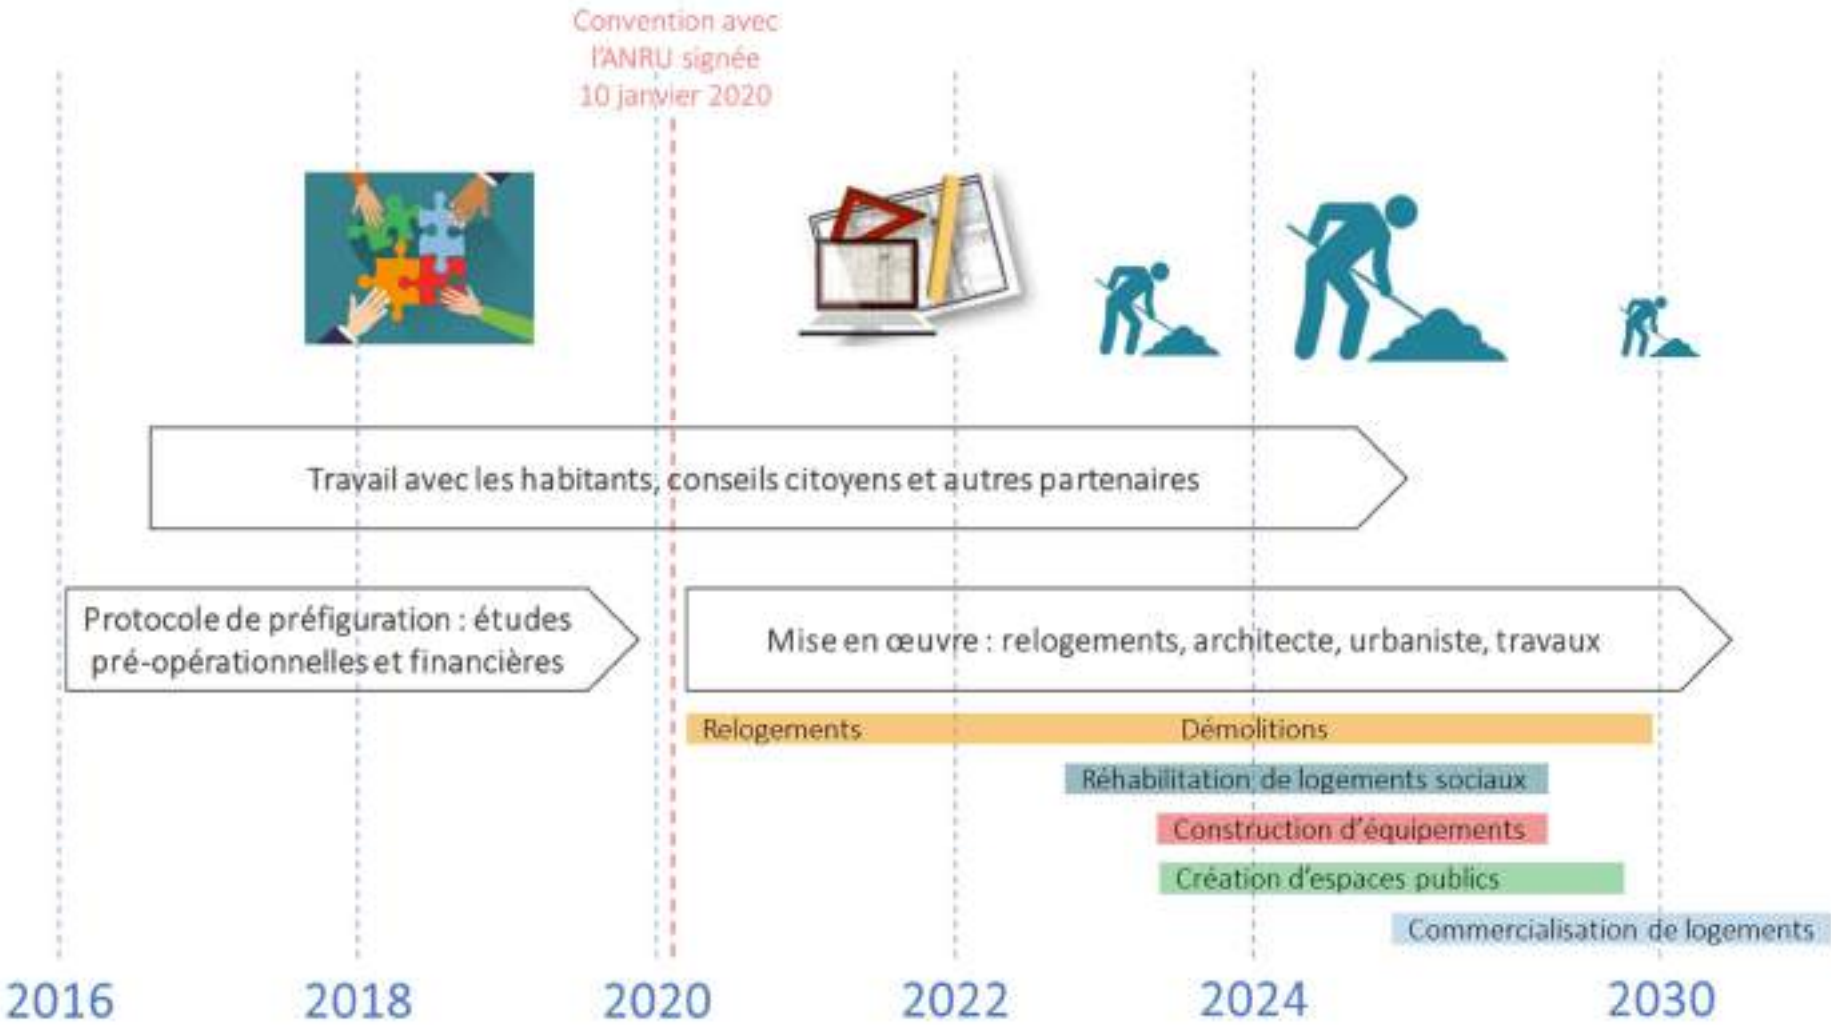 Convention avec
l'ANRU signée
10 janvier 2020
Travail avec les habitants, conseils citoyens et autres partenaires
Protocole de préfiguration : études
pré-opérationnelles et financières
Mise en œuvre : relogements, architecte, urbaniste, travaux
Relogements Démolitions
Réhabilitation de logements sociaux
Construction d'équipements
Création d'espaces publics
Commercialisation de logements
2016 2018 2020 2022 2024 2030